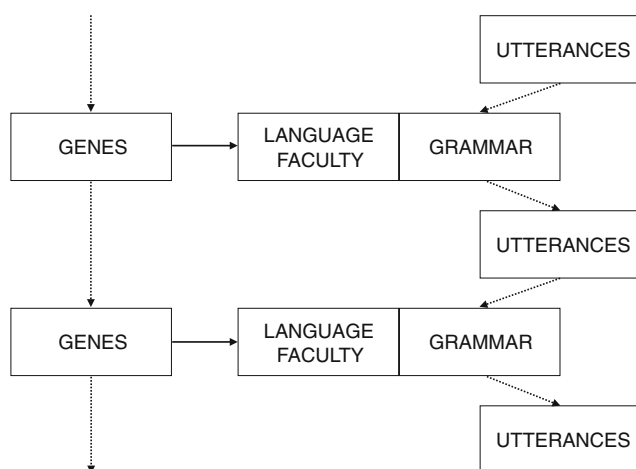 UTTERANCES
GENES
LANGUAGE
FACULTY
GRAMMAR
UTTERANCES
GENES
LANGUAGE
FACULTY
GRAMMAR
UTTERANCES